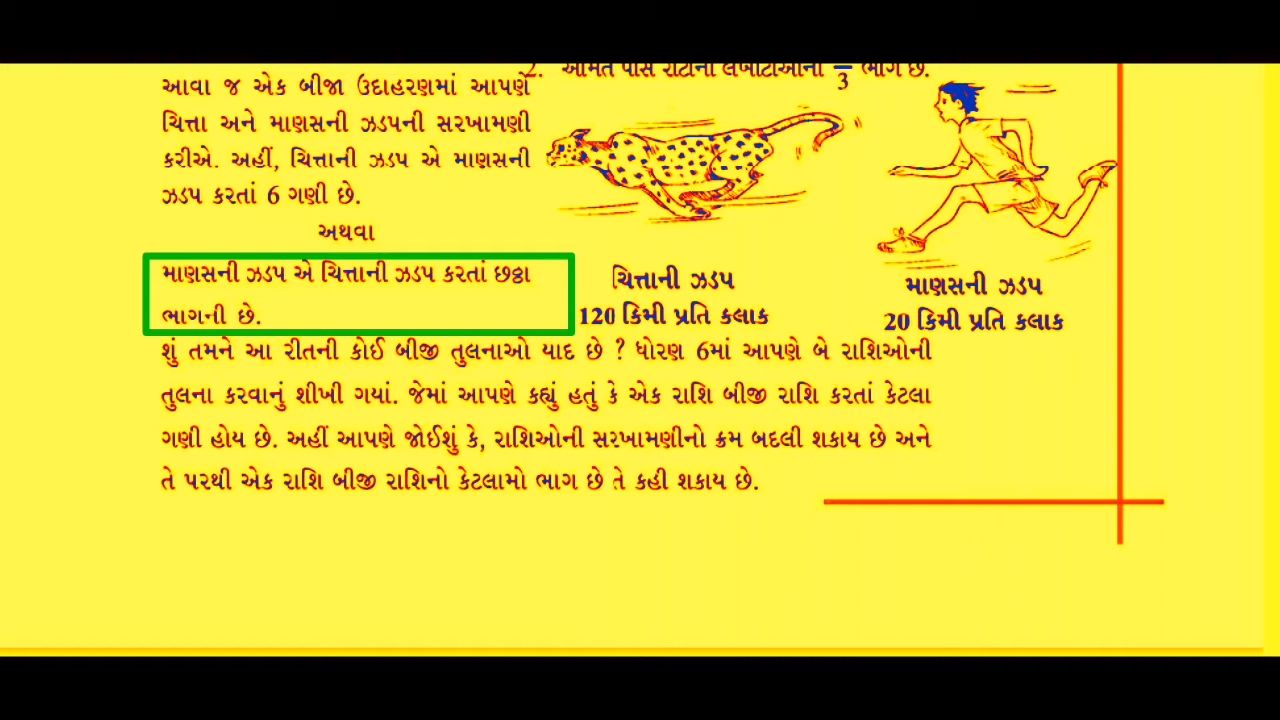 2.
3 ભાગ છે.
આવા જ એક બીજા ઉદાહરણમાં આપણે
ચિત્તા અને માણસની ઝડપની સરખામણી
કરીએ. અહીં, ચિત્તાની ઝડપ એ માણસની
ઝડપ કરતાં 6 ગણી છે.
અથવા
માણસની ઝડપ એ ચિત્તાની ઝડપ કરતાં છઠ્ઠા
ભાગની છે.
ચિત્તાની ઝડપ
120 કિમી પ્રતિ કલાક
માણસની ઝડપ
20 કિમી પ્રતિ કલાક
શું તમને આ રીતની કોઈ બીજી તુલનાઓ યાદ છે ? ધોરણ 6માં આપણે બે રાશિઓની
તુલના કરવાનું શીખી ગયાં. જેમાં આપણે કહ્યું હતું કે એક રાશિ બીજી રાશિ કરતાં કેટલા
ગણી હોય છે. અહીં આપણે જોઈશું કે, રાશિઓની સરખામણીનો ક્રમ બદલી શકાય છે અને
તે પરથી એક રાશિ બીજી રાશિનો કેટલામો ભાગ છે તે કહી શકાય છે.